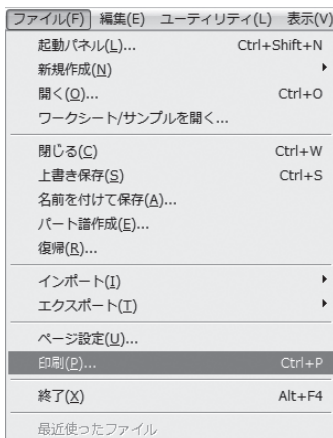 ファイル(F) 編集(E) ユーティリティ(L) 表示(V)
起動パネル(L)... Ctrl+Shift+N
新規作成(N)
開く(O)... Ctrl+O
ワークシート/サンプルを開く...
閉じる(C) Ctrl+W
上書き保存(S) Ctrl+S
名前を付けて保存(A)...
パート譜作成(E)...
復帰(R)...
インポート(I)
エクスポート(T)
ページ設定(U)...
印刷(P)... Ctrl+P
終了(X) Alt+F4
最近使ったファイル